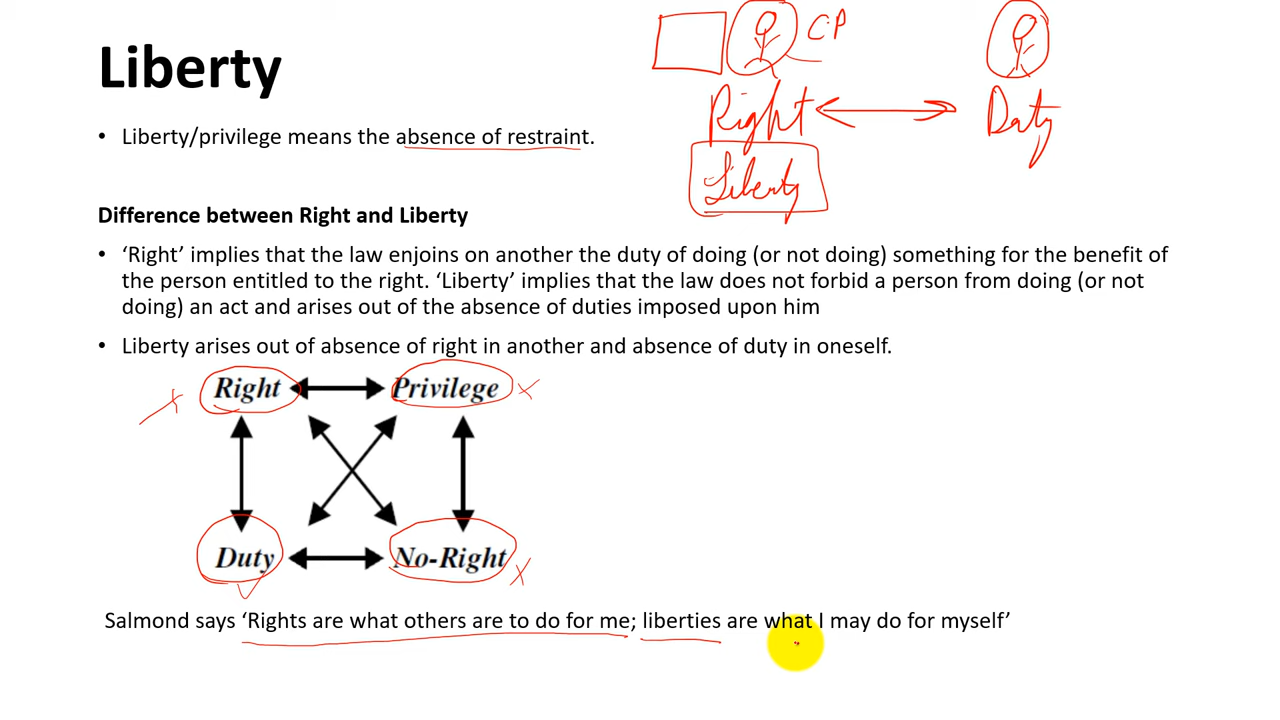 CP
Liberty
Right Duty
• Liberty/privilege means the absence of restraint.
Liberty
Difference between Right and Liberty
• ‘Right’ implies that the law enjoins on another the duty of doing (or not doing) something for the benefit of
the person entitled to the right. ‘Liberty’ implies that the law does not forbid a person from doing (or not
doing) an act and arises out of the absence of duties imposed upon him
• Liberty arises out of absence of right in another and absence of duty in oneself.
Right Privilege
Duty No-Right
Salmond says ‘Rights are what others are to do for me; liberties are what I may do for myself’